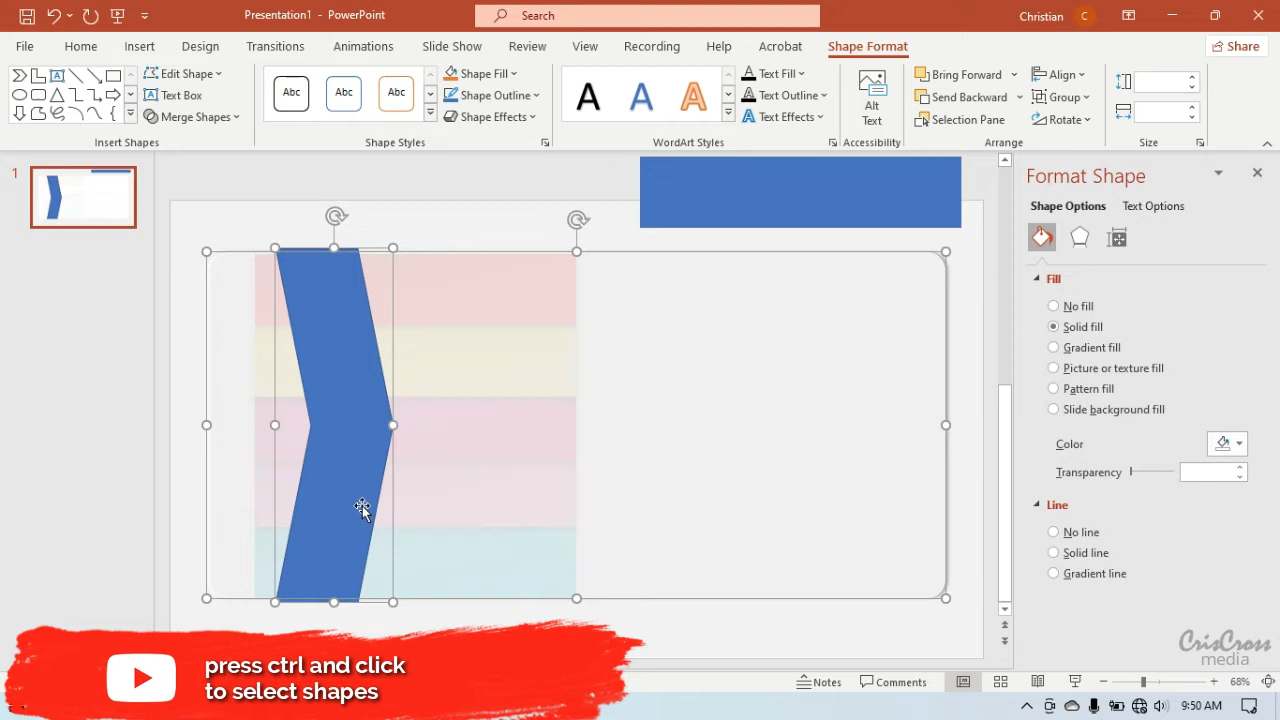 Presentation1 - PowerPoint
Search
Christian
C
File Home Insert Design Transitions Animations Slide Show Review View Recording Help Acrobat Shape Format
Share
Edit Shape
Text Box
Merge Shapes
Abc Abc Abc
Shape Fill
Shape Outline
Shape Effects
A A A
Text Fill
Text Outline
Text Effects
Alt
Text
Bring Forward
Send Backward
Selection Pane
Align
Group
Rotate
Insert Shapes
Shape Styles
WordArt Styles
Accessibility
Arrange
Size
1
Format Shape
Shape Options Text Options
Fill
No fill
Solid fill
Gradient fill
Picture or texture fill
Pattern fill
Slide background fill
Color
Transparency
Line
No line
Solid line
Gradient line
CrisCross
media
press ctrl and click
to select shapes
Notes
Comments
68%
9:50 AM